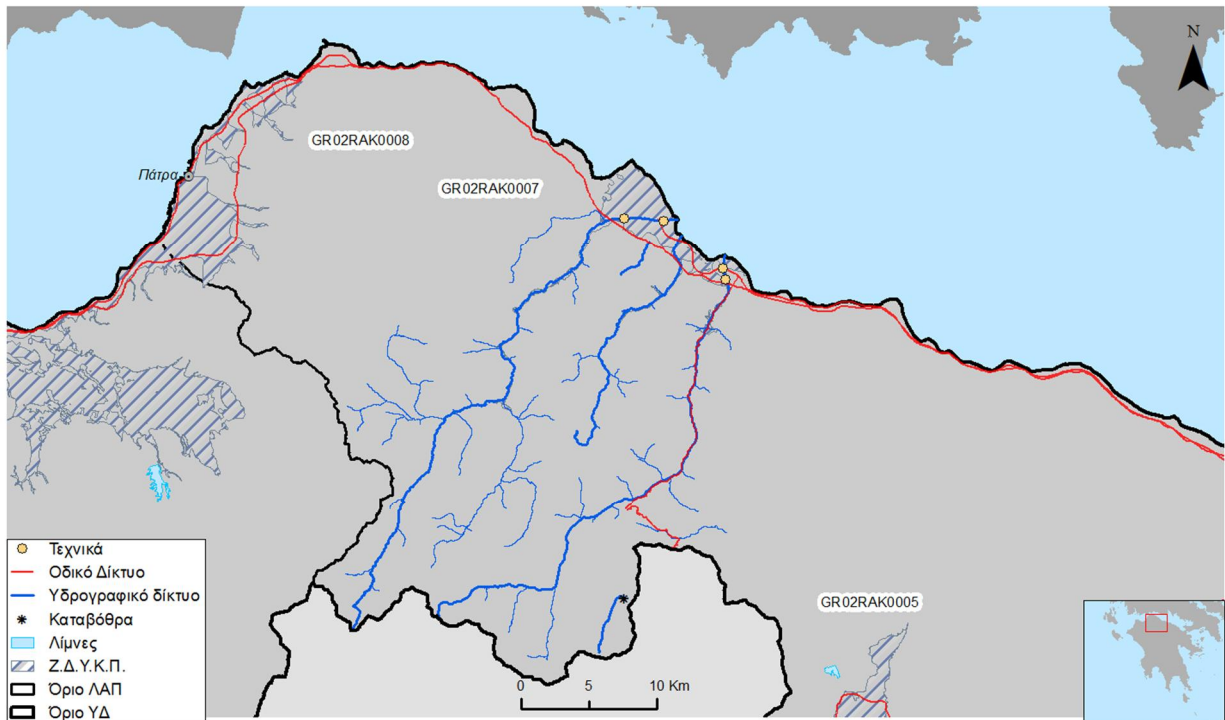 N
GR02RAK0008
Πάτρα
GR02RAK0007
GR02RAK0005
Τεχνικά
Οδικό Δίκτυο
Υδρογραφικό δίκτυο
Καταβόθρα
Λίμνες
Ζ.Δ.Υ.Κ.Π.
Όριο ΛΑΠ
Όριο ΥΔ
0 5 10 Km